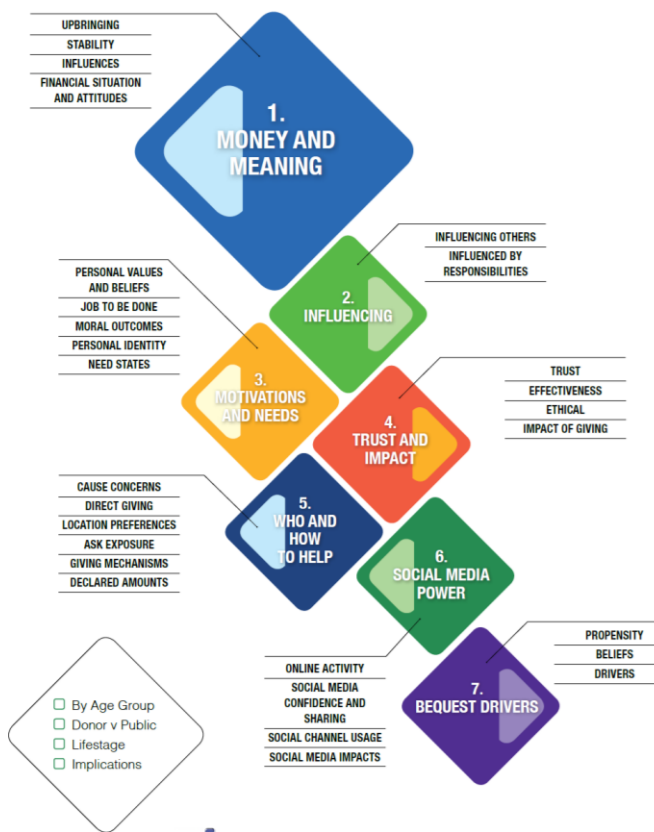 UPBRINGING
STABILITY
INFLUENCES
FINANCIAL SITUATION
AND ATTITUDES
1.
MONEY AND
MEANING
INFLUENCING OTHERS
INFLUENCED BY
RESPONSIBILITIES
2.
INFLUENCING
PERSONAL VALUES
AND BELIEFS
JOB TO BE DONE
MORAL OUTCOMES
PERSONAL IDENTITY
NEED STATES
3.
MOTIVATIONS
AND NEEDS
TRUST
EFFECTIVENESS
ETHICAL
IMPACT OF GIVING
4.
TRUST AND
IMPACT
CAUSE CONCERNS
DIRECT GIVING
LOCATION PREFERENCES
ASK EXPOSURE
GIVING MECHANISMS
DECLARED AMOUNTS
5.
WHO AND
HOW
TO HELP
6.
SOCIAL MEDIA
POWER
ONLINE ACTIVITY
SOCIAL MEDIA
CONFIDENCE AND
SHARING
SOCIAL CHANNEL USAGE
SOCIAL MEDIA IMPACTS
PROPENSITY
BELIEFS
DRIVERS
7.
BEQUEST DRIVERS
By Age Group
Donor v Public
Lifestage
Implications